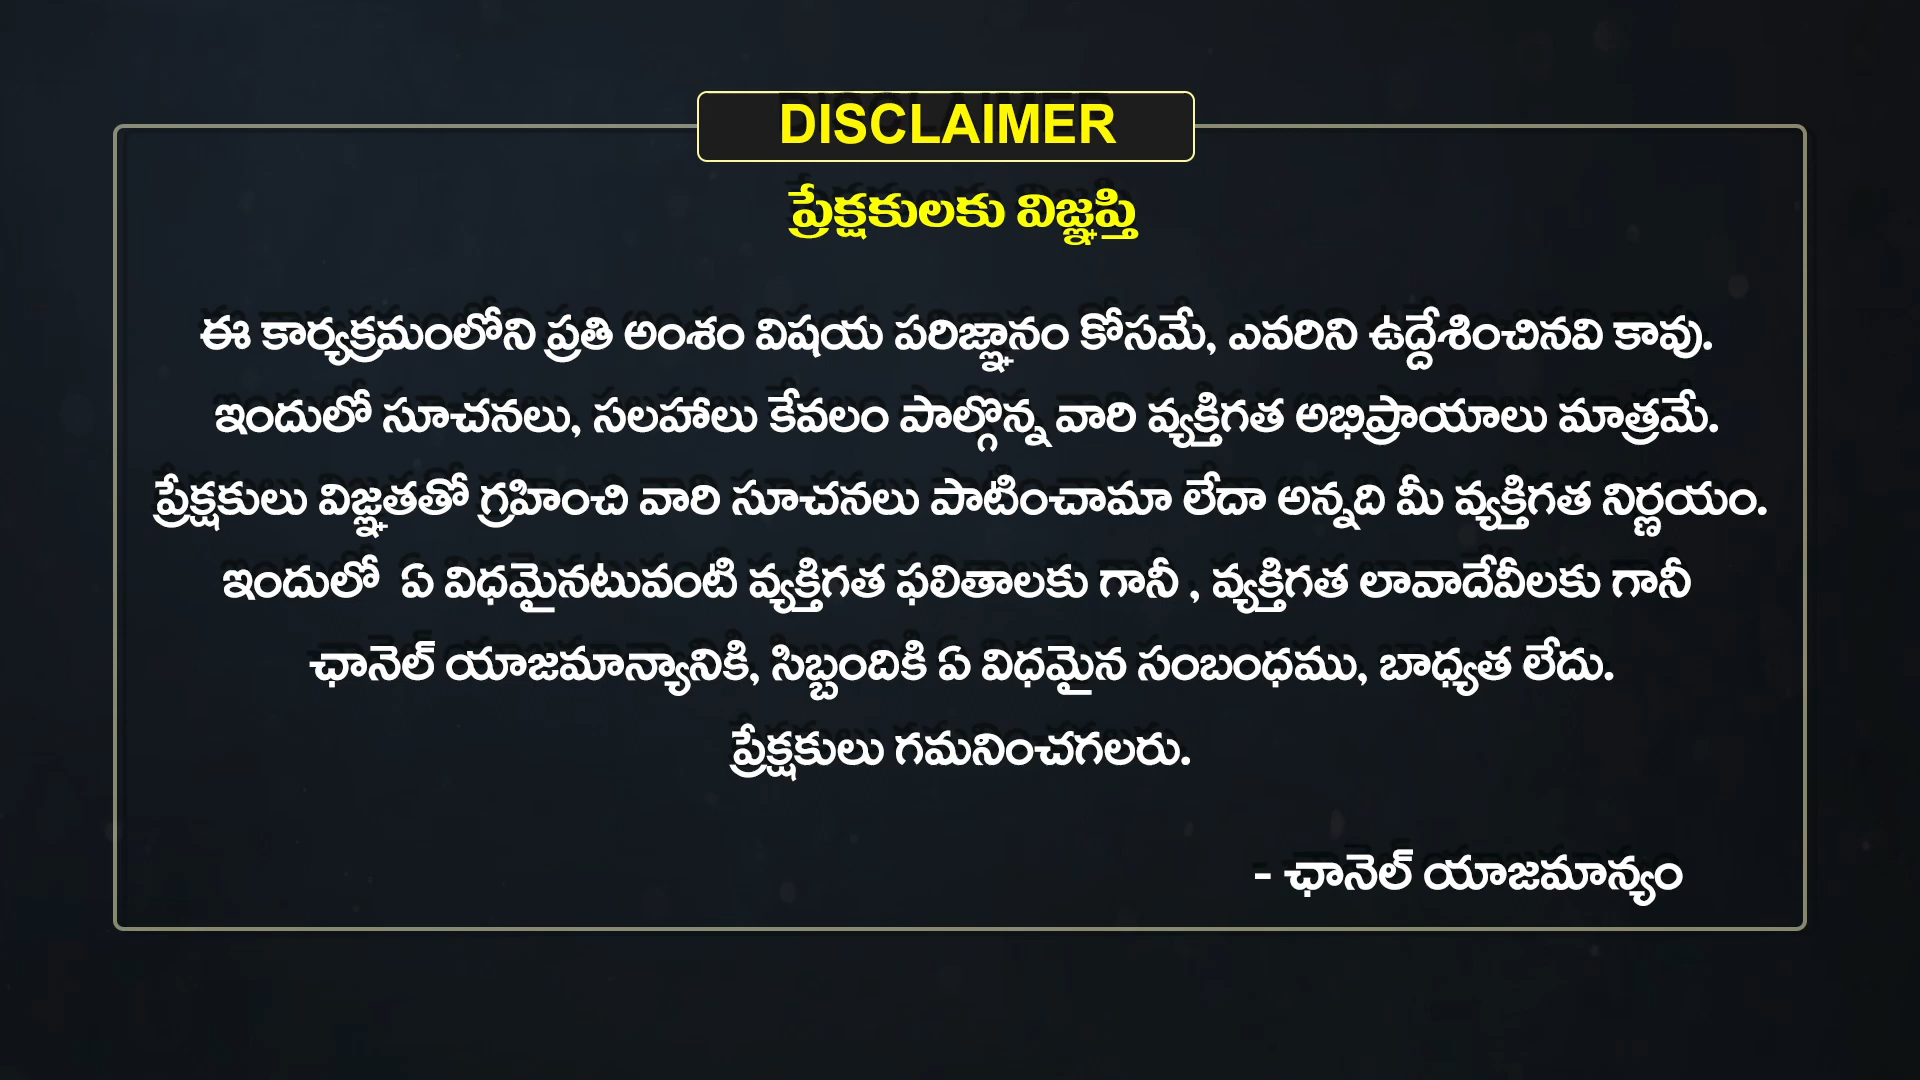 DISCLAIMER
ప్రేక్షకులకు విజ్ఞప్తి
ఈ కార్యక్రమంలోని ప్రతి అంశం విషయ పరిజ్ఞానం కోసమే, ఎవరిని ఉద్దేశించినవి కావు.
ఇందులో సూచనలు, సలహాలు కేవలం పాల్గొన్న వారి వ్యక్తిగత అభిప్రాయాలు మాత్రమే.
ప్రేక్షకులు విజ్ఞతతో గ్రహించి వారి సూచనలు పాటించామా లేదా అన్నది మీ వ్యక్తిగత నిర్ణయం.
ఇందులో ఏ విధమైనటువంటి వ్యక్తిగత ఫలితాలకు గానీ , వ్యక్తిగత లావాదేవీలకు గానీ
ఛానెల్ యాజమాన్యానికి, సిబ్బందికి ఏ విధమైన సంబంధము, బాధ్యత లేదు.
ప్రేక్షకులు గమనించగలరు.
- ఛానెల్ యాజమాన్యం